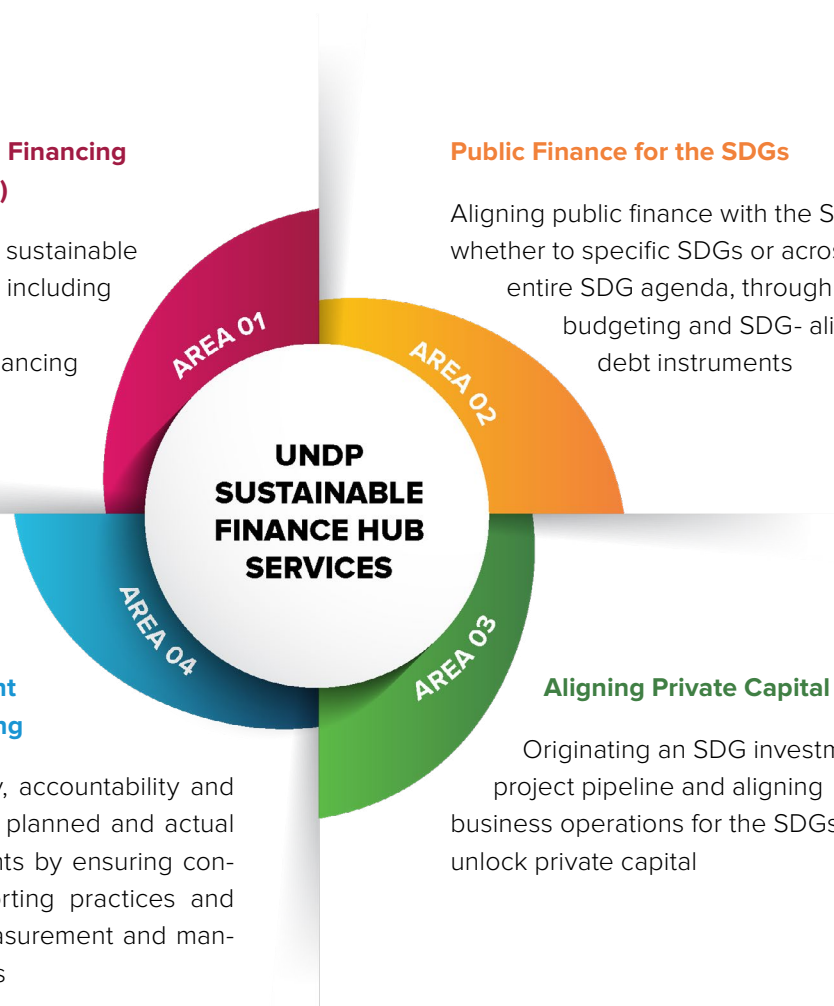 Financing
)
sustainable
including
ancing
AREA 01
Public Finance for the SDGs
Aligning public finance with the S
whether to specific SDGs or acros
entire SDG agenda, through
budgeting and SDG- ali
debt instruments
AREA 02
UNDP
SUSTAINABLE
FINANCE HUB
SERVICES
AREA 04
nt
ng
y, accountability and
planned and actual
nts by ensuring con-
orting practices and
asurement and man-
s
AREA 03
Aligning Private Capital
Originating an SDG investm
project pipeline and aligning
business operations for the SDGs
unlock private capital